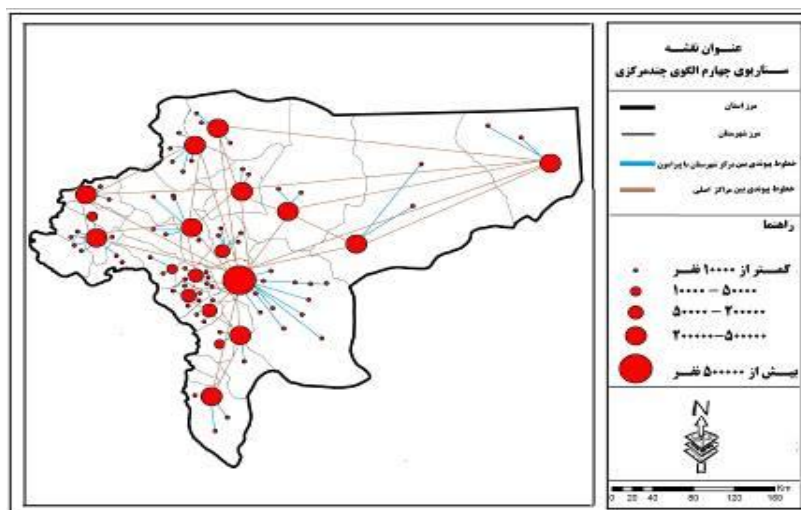 عنوان نقشه
سناریوی چهارم الگوی چندمرکزی
مرز استان
مرز شهرستان
خطوط پیوندی بین مرکز شهرستان با پیرامون
خطوط پیوندی بین مراکز اصلی
راهنما
کمتر از ۱۰۰۰۰ نفر
۱۰۰۰۰ – ۵۰۰۰۰
۵۰۰۰۰ – ۲۰۰۰۰۰
۲۰۰۰۰۰–۵۰۰۰۰۰
بیش از ۵۰۰۰۰۰ نفر
N
Km
0 20 40 80 120 160